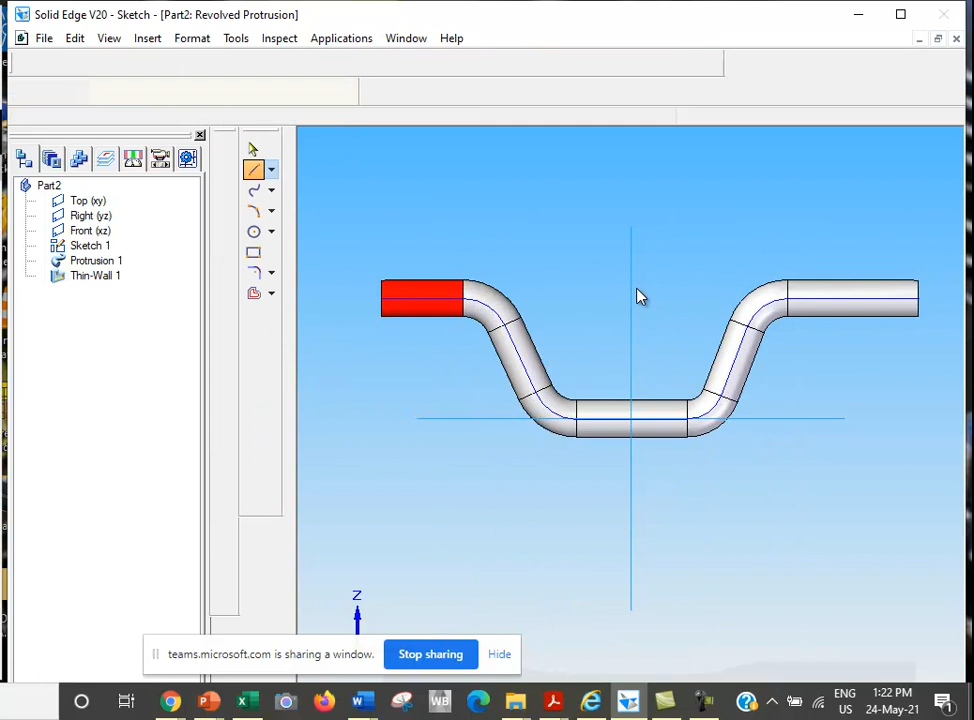 Solid Edge V20 - Sketch - [Part2: Revolved Protrusion]
File Edit View Insert Format Tools Inspect Applications Window Help
Part2
Top (xy)
Right (yz)
Front (xz)
Sketch 1
Protrusion 1
Thin-Wall 1
Z
teams.microsoft.com is sharing a window. Stop sharing Hide
WB
ENG 1:22 PM
US 24-May-21
1